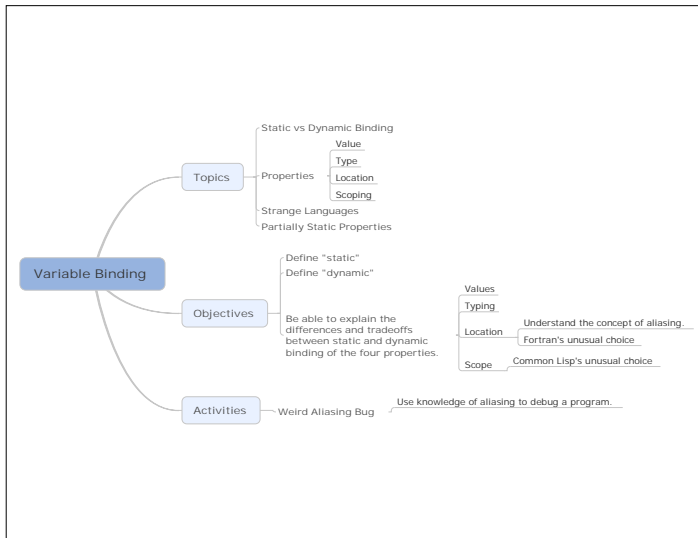 Variable Binding
Topics
Static vs Dynamic Binding
Properties
Value
Type
Location
Scoping
Strange Languages
Partially Static Properties
Objectives
Define "static"
Define "dynamic"
Be able to explain the
differences and tradeoffs
between static and dynamic
binding of the four properties.
Values
Typing
Location
Understand the concept of aliasing.
Fortran's unusual choice
Scope
Common Lisp's unusual choice
Activities
Weird Aliasing Bug
Use knowledge of aliasing to debug a program.